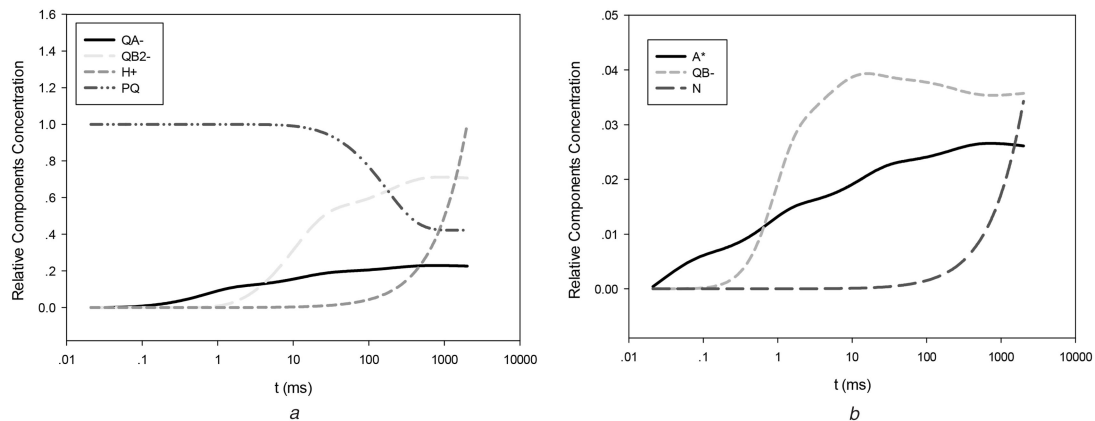 1.6
1.4
1.2
1.0
.8
.6
.4
.2
0.0
Relative Components Concentration
QA-
QB2-
H+
PQ
.01
.1
1
10
100
1000
10000
t (ms)
a
.05
.04
.03
.02
.01
0.00
Relative Components Concentration
A*
QB-
N
.01
.1
1
10
100
1000
10000
t (ms)
b